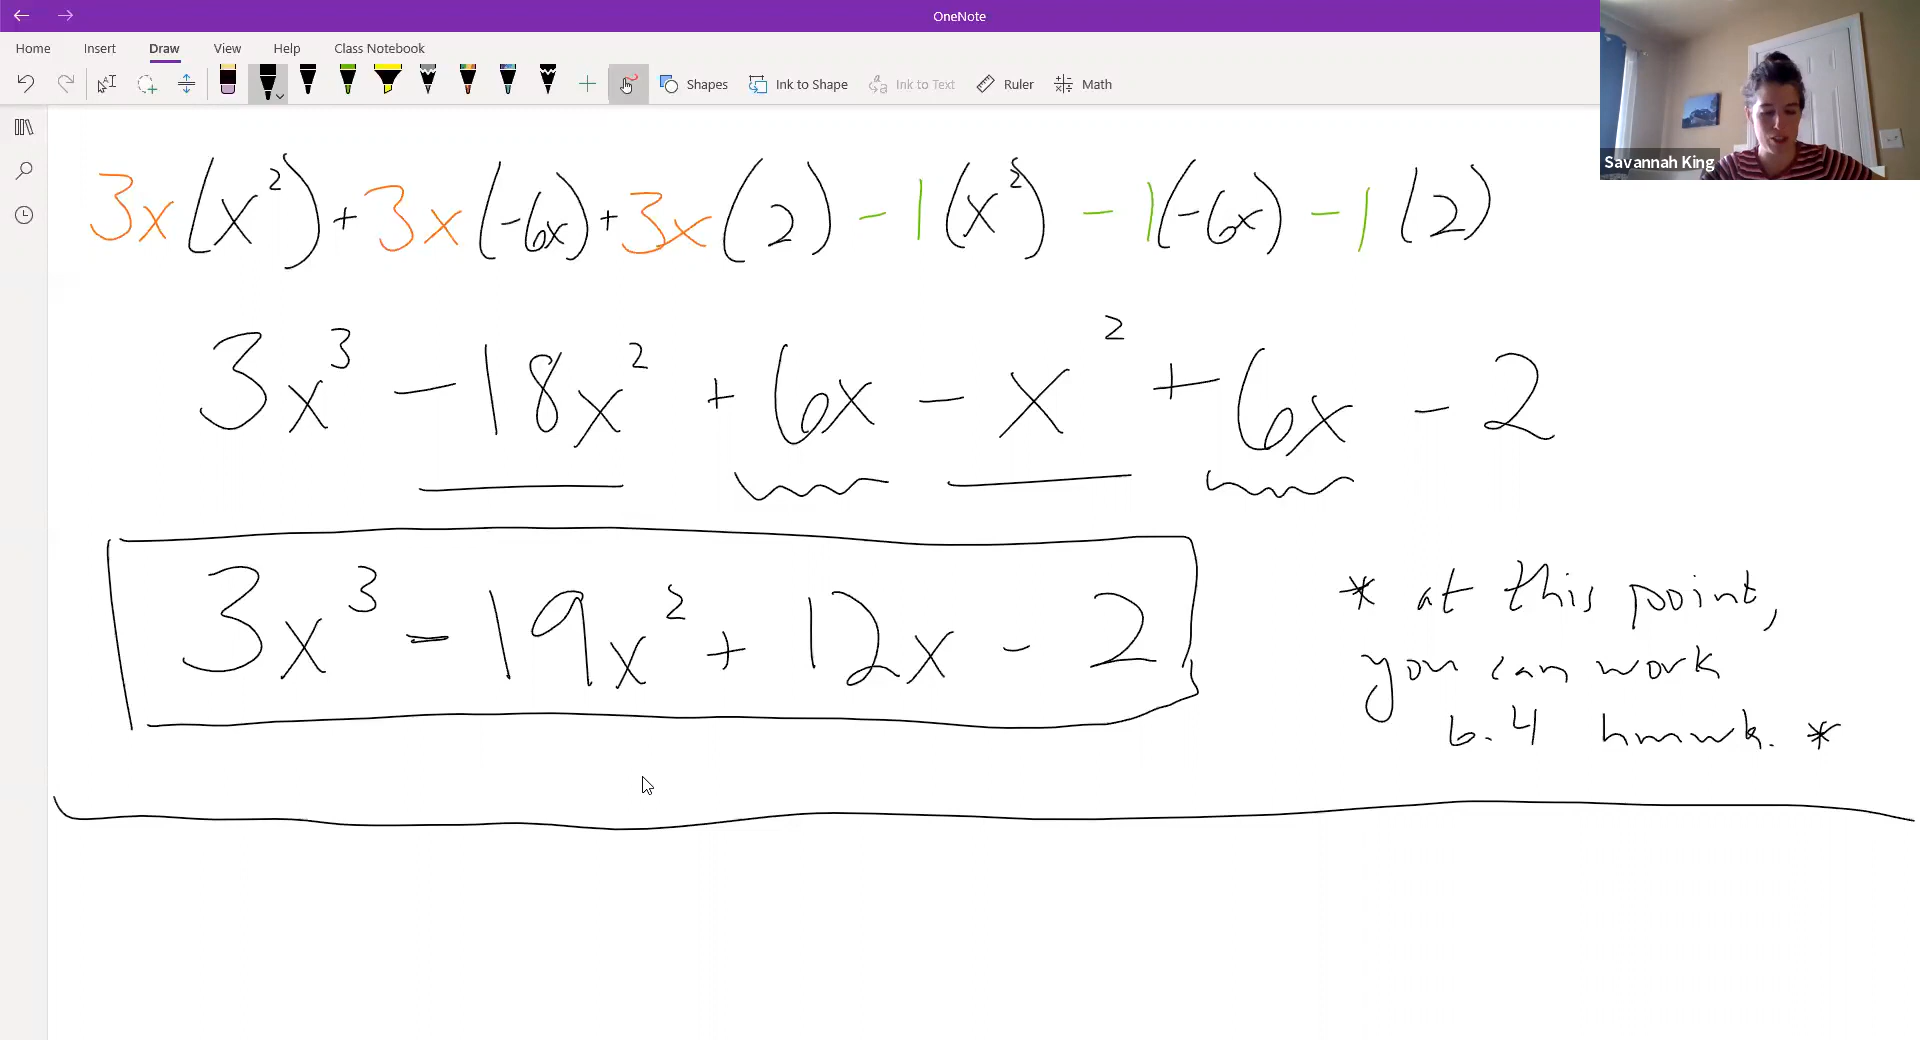 OneNote
Home Insert Draw View Help Class Notebook
Shapes Ink to Shape Ink to Text Ruler Math
Savannah King
3x(x²) + 3x(-6x) + 3x(2) - 1(x²) - 1(-6x) - 1(2)
3x³ - 18x² + 6x - x² + 6x - 2
3x³ - 19x² + 12x - 2
* at this point,
you can work
6.4 hmwk. *